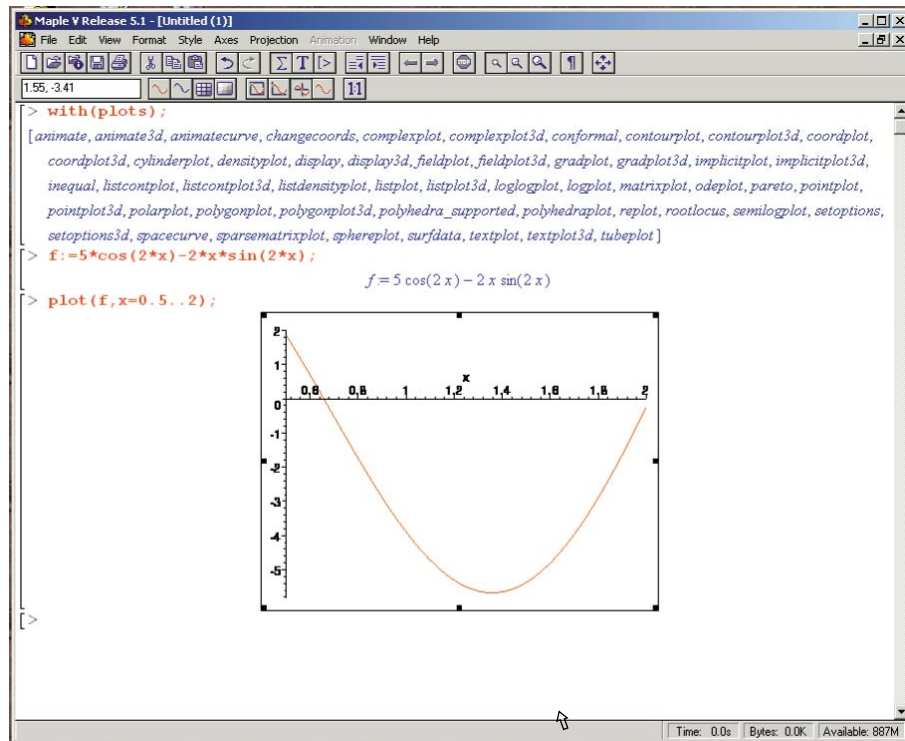 Maple V Release 5.1 - [Untitled (1)]
File Edit View Format Style Axes Projection Animation Window Help
1.55, -3.41
1:1
[> with(plots);
[animate, animate3d, animatecurve, changecoords, complexplot, complexplot3d, conformal, contourplot, contourplot3d, coordplot,
coordplot3d, cylinderplot, densityplot, display, display3d, fieldplot, fieldplot3d, gradplot, gradplot3d, implicitplot, implicitplot3d,
inequal, listcontplot, listcontplot3d, listdensityplot, listplot, listplot3d, loglogplot, logplot, matrixplot, odeplot, pareto, pointplot,
pointplot3d, polarplot, polygonplot, polygonplot3d, polyhedra_supported, polyhedraplot, replot, rootlocus, semilogplot, setoptions,
setoptions3d, spacecurve, sparsematrixplot, sphereplot, surfdata, textplot, textplot3d, tubeplot]
[> f:=5*cos(2*x)-2*x*sin(2*x);
f := 5 cos(2 x) − 2 x sin(2 x)
[> plot(f,x=0.5..2);
2
1
x
0,6 0,8 1 1,2 1,4 1,6 1,8 2
0
-1
-2
-3
-4
-5
[>
Time: 0.0s Bytes: 0.0K Available: 887M